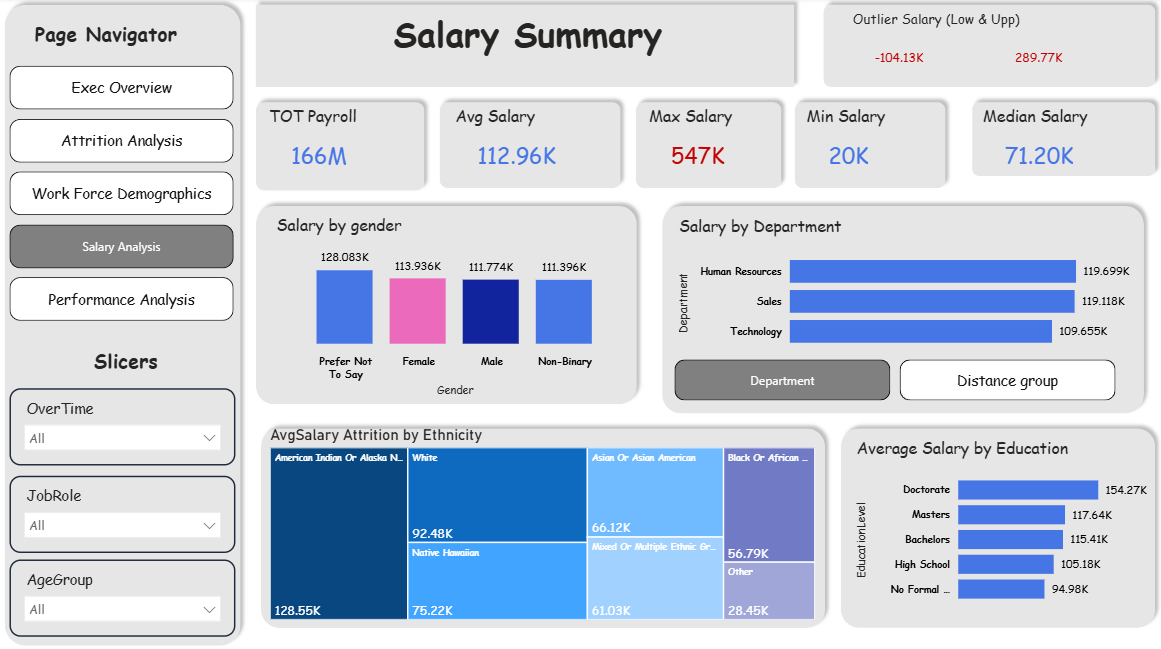 Page Navigator
Exec Overview
Attrition Analysis
Work Force Demographics
Salary Analysis
Performance Analysis
Slicers
OverTime
All
JobRole
All
AgeGroup
All
Salary Summary
Outlier Salary (Low & Upp)
-104.13K 289.77K
TOT Payroll
166M
Avg Salary
112.96K
Max Salary
547K
Min Salary
20K
Median Salary
71.20K
Salary by gender
128.083K 113.936K 111.774K 111.396K
Prefer Not
To Say
Female
Male
Non-Binary
Gender
Salary by Department
Department
Human Resources 119.699K
Sales 119.118K
Technology 109.655K
Department
Distance group
AvgSalary Attrition by Ethnicity
American Indian Or Alaska N...
128.55K
White
92.48K
Native Hawaiian
75.22K
Asian Or Asian American
66.12K
Mixed Or Multiple Ethnic Gr...
61.03K
Black Or African ...
56.79K
Other
28.45K
Average Salary by Education
EducationLevel
Doctorate 154.27K
Masters 117.64K
Bachelors 115.41K
High School 105.18K
No Formal ... 94.98K